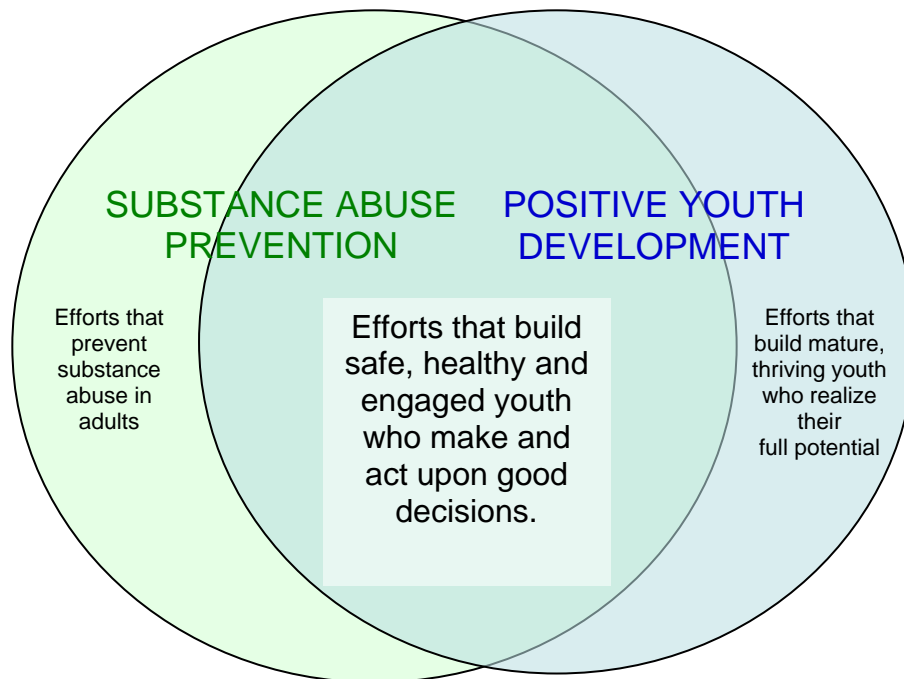 SUBSTANCE ABUSE
PREVENTION
POSITIVE YOUTH
DEVELOPMENT
Efforts that
prevent
substance
abuse in
adults
Efforts that build
safe, healthy and
engaged youth
who make and
act upon good
decisions.
Efforts that
build mature,
thriving youth
who realize
their
full potential